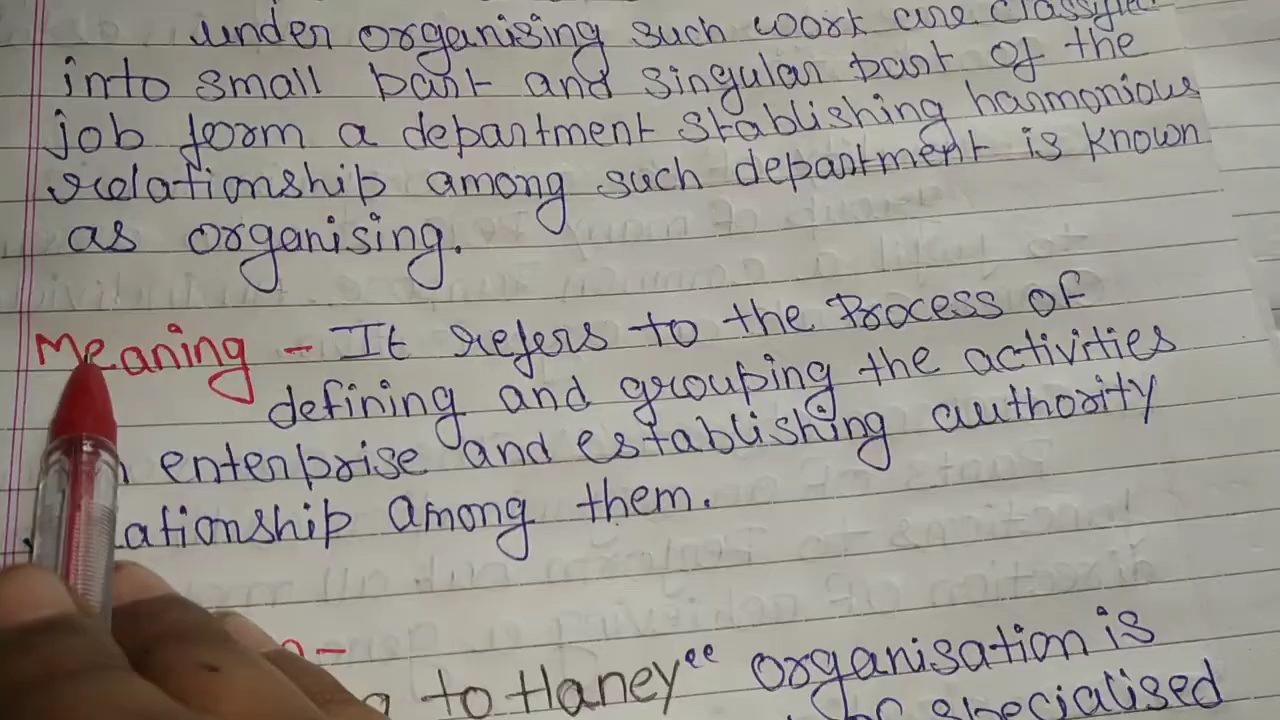 under organising such work are classified
into small part and singular part of the
job form a department stablishing harmonious
relationship among such department is known
as organising.
Meaning - It refers to the Process of
defining and grouping the activities
enterprise and establishing authority
ationship among them.
to Haney" organisation is
specialised